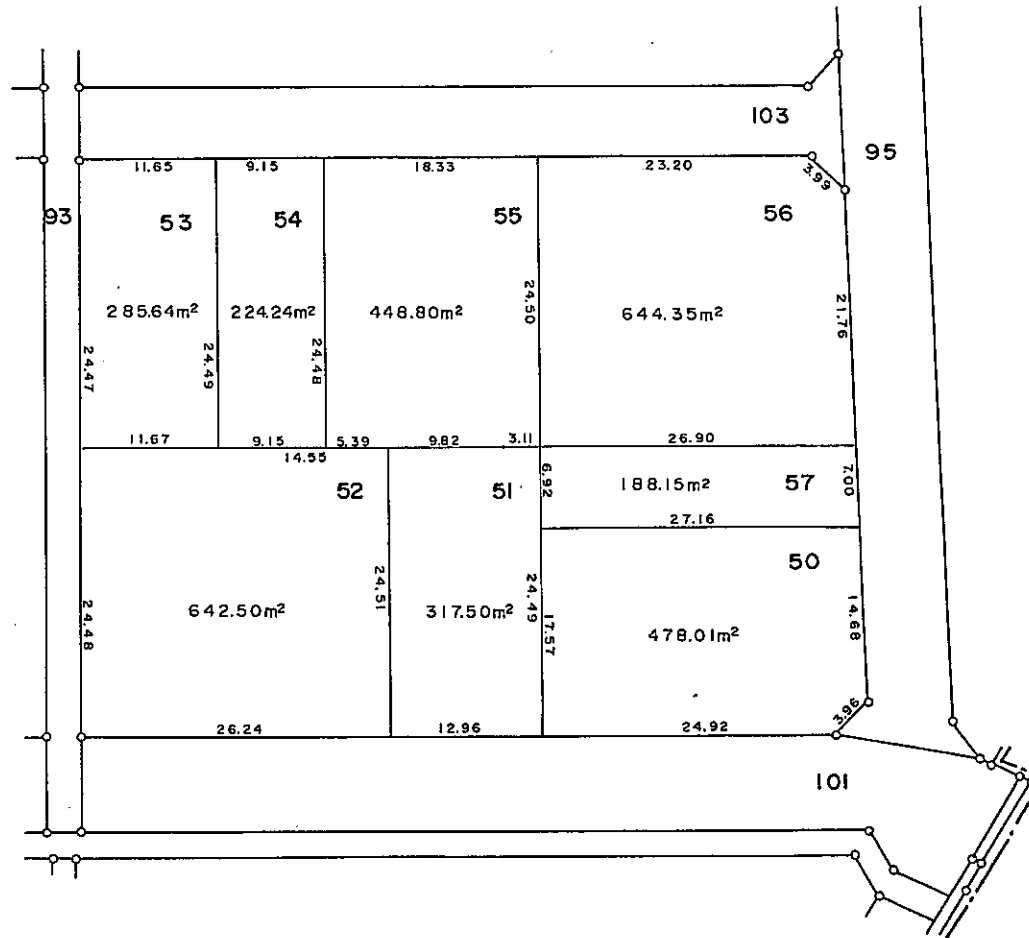 103
95
11.65 9.15 18.33 23.20
3.99
93 53 54 55 56
285.64m² 224.24m² 448.80m² 644.35m²
24.47 24.49 24.48 24.50 21.76
11.67 9.15 5.39 9.82 3.11 26.90
14.55
52 51 6.92 188.15m² 57 7.00
27.16
50
24.48 642.50m² 24.51 317.50m² 24.49 17.57 478.01m² 14.68
3.96
26.24 12.96 24.92
101